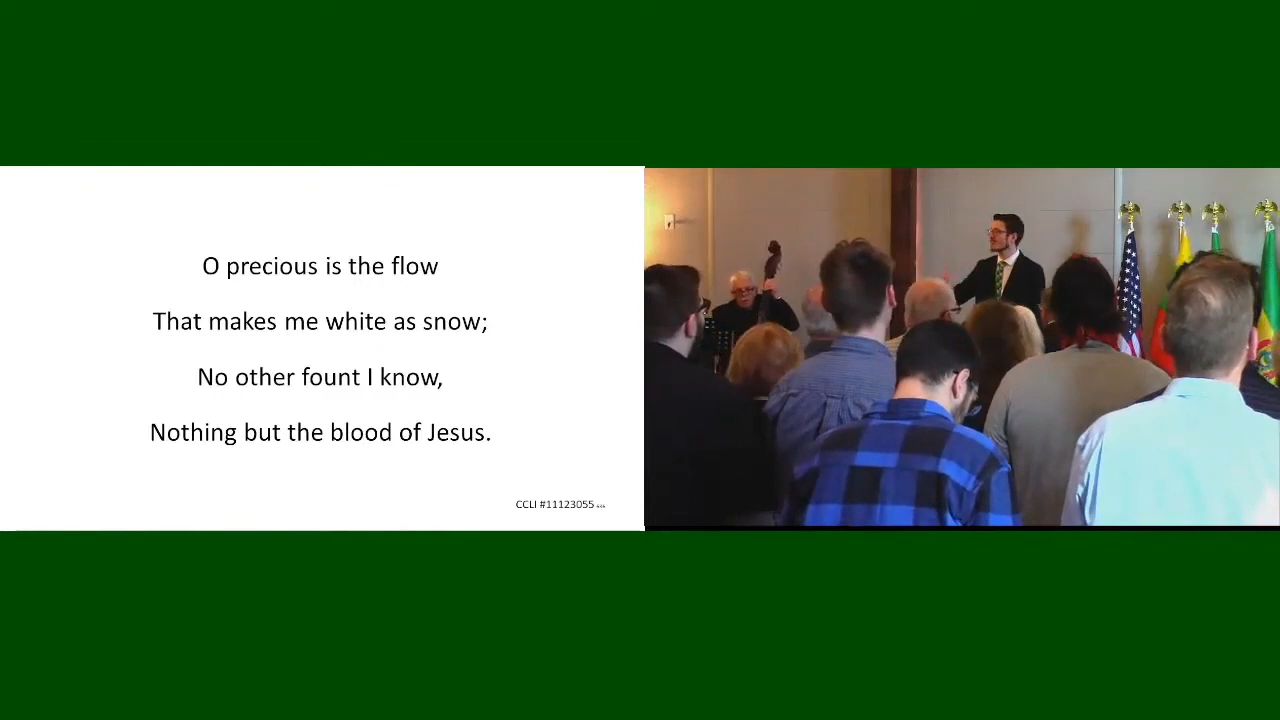 O precious is the flow
That makes me white as snow;
No other fount I know,
Nothing but the blood of Jesus.
CCLI #11123055